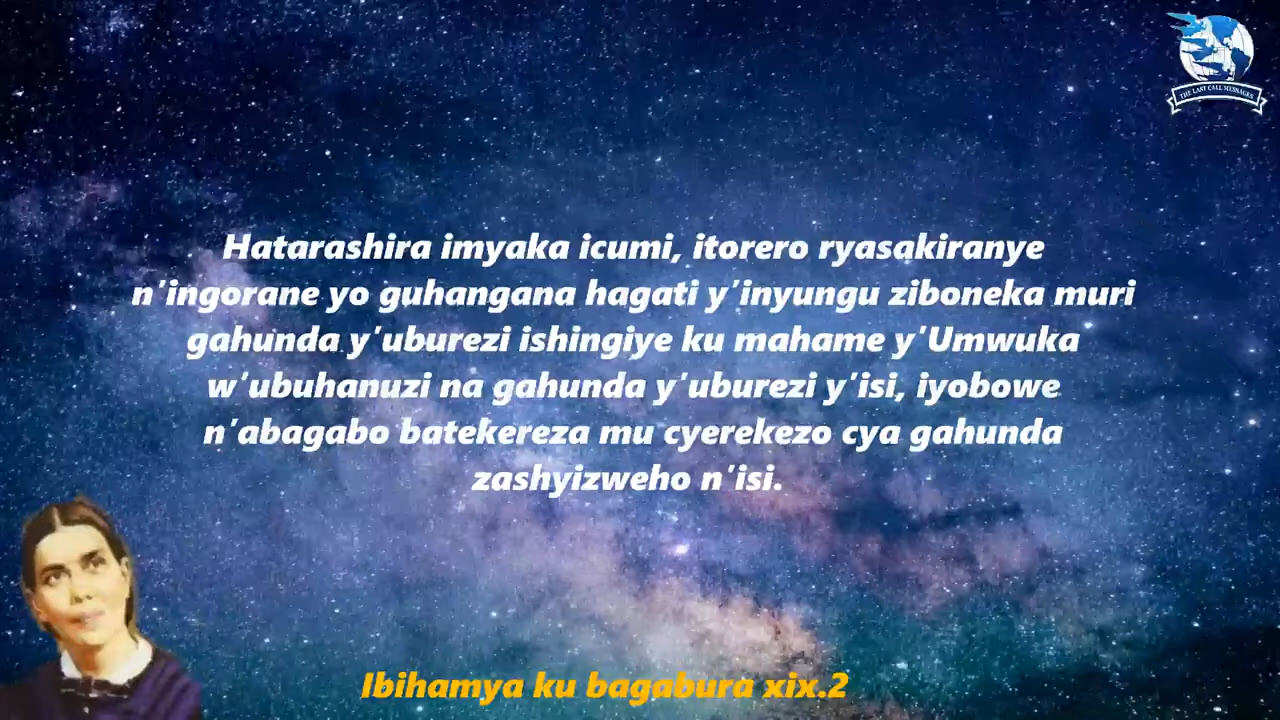 THE LAST CALL MESSAGES
Hatarashira imyaka icumi, itorero ryasakiranye
n'ingorane yo guhangana hagati y'inyungu ziboneka muri
gahunda y'uburezi ishingiye ku mahame y'Umwuka
w'ubuhanuzi na gahunda y'uburezi y'isi, iyobowe
n'abagabo batekereza mu cyerekezo cya gahunda
zashyizweho n'isi.
Ibihamya ku bagabura xix.2